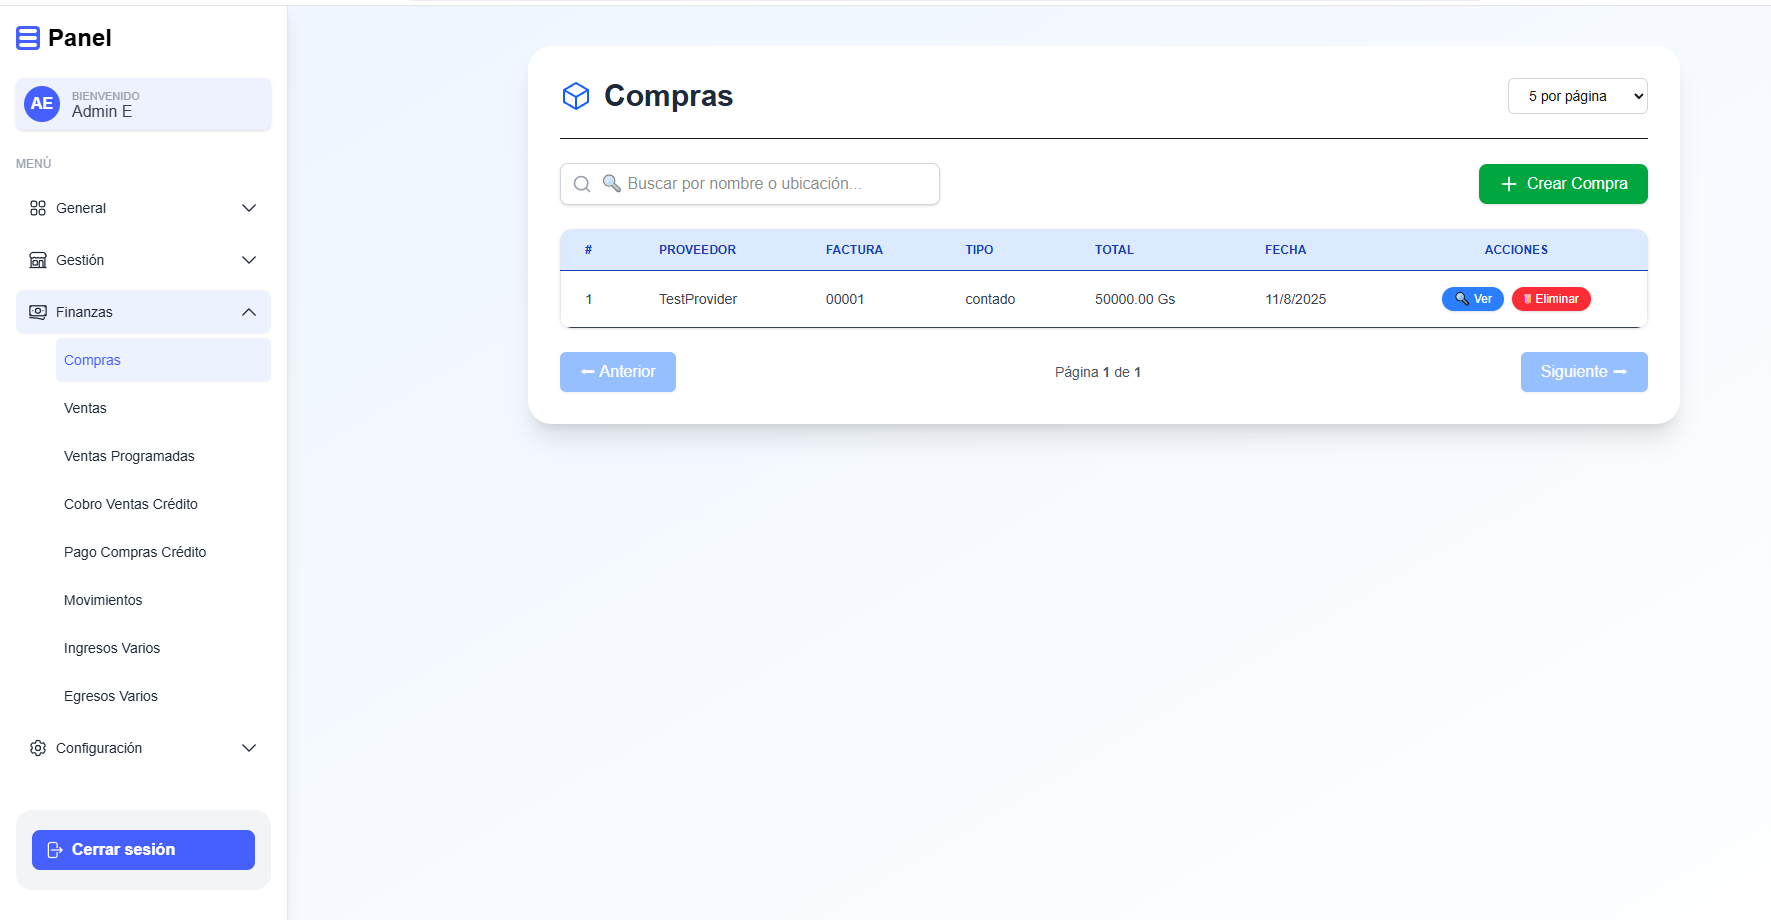 Panel
AE
BIENVENIDO
Admin E
MENÚ
General
Gestión
Finanzas
Compras
Ventas
Ventas Programadas
Cobro Ventas Crédito
Pago Compras Crédito
Movimientos
Ingresos Varios
Egresos Varios
Configuración
Cerrar sesión
Compras
5 por página
🔍 Buscar por nombre o ubicación...
Crear Compra
# PROVEEDOR FACTURA TIPO TOTAL FECHA ACCIONES
1 TestProvider 00001 contado 50000.00 Gs 11/8/2025 🔍 Ver 🗑 Eliminar
⬅ Anterior Página 1 de 1 Siguiente ➡